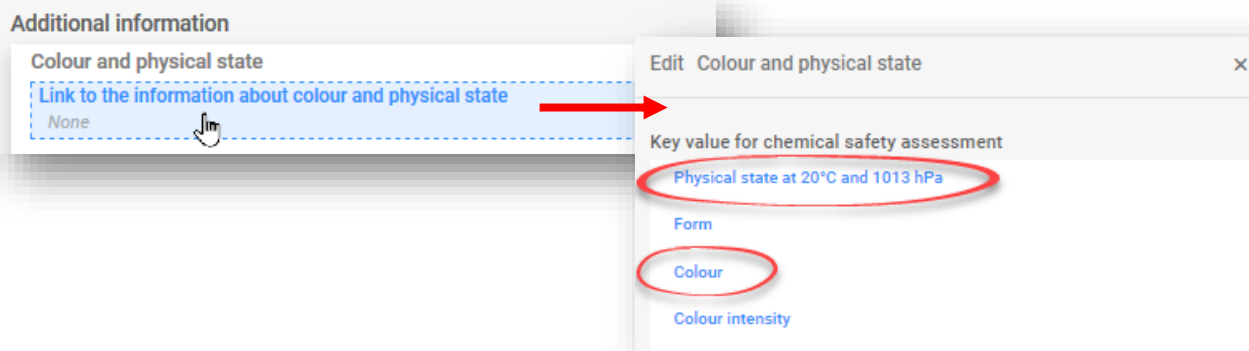 Additional information
Colour and physical state
Link to the information about colour and physical state
None
Edit Colour and physical state
×
Key value for chemical safety assessment
Physical state at 20°C and 1013 hPa
Form
Colour
Colour intensity